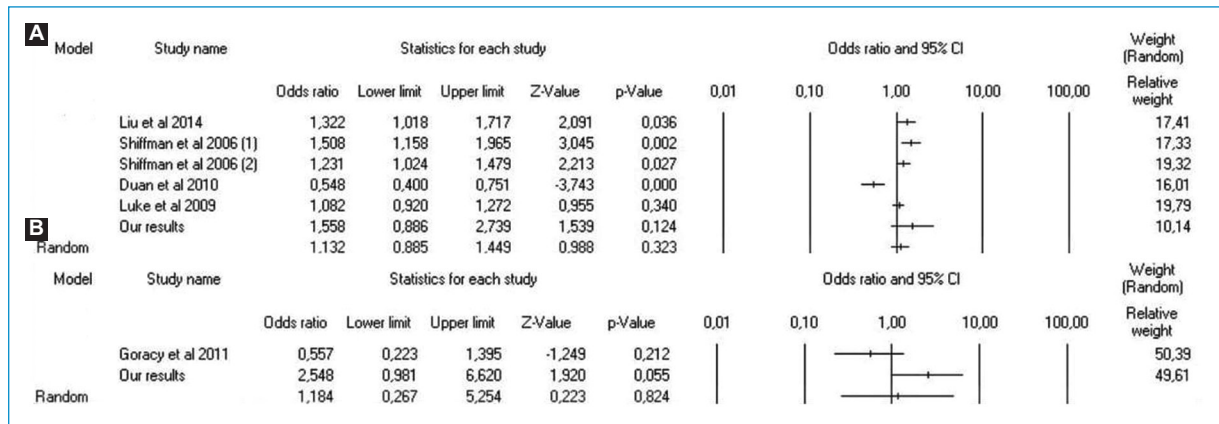 A
Model Study name Statistics for each study Odds ratio and 95% CI Weight (Random)
Odds ratio Lower limit Upper limit Z-Value p-Value 0,01 0,10 1,00 10,00 100,00 Relative weight
Liu et al 2014 1,322 1,018 1,717 2,091 0,036 17,41
Shiffman et al 2006 (1) 1,508 1,158 1,965 3,045 0,002 17,33
Shiffman et al 2006 (2) 1,231 1,024 1,479 2,213 0,027 19,32
Duan et al 2010 0,548 0,400 0,751 -3,743 0,000 16,01
Luke et al 2009 1,082 0,920 1,272 0,955 0,340 19,79
Our results 1,558 0,886 2,739 1,539 0,124 10,14
Random 1,132 0,885 1,449 0,988 0,323
B
Model Study name Statistics for each study Odds ratio and 95% CI Weight (Random)
Odds ratio Lower limit Upper limit Z-Value p-Value 0,01 0,10 1,00 10,00 100,00 Relative weight
Goracy et al 2011 0,557 0,223 1,395 -1,249 0,212 50,39
Our results 2,548 0,981 6,620 1,920 0,055 49,61
Random 1,184 0,267 5,254 0,223 0,824